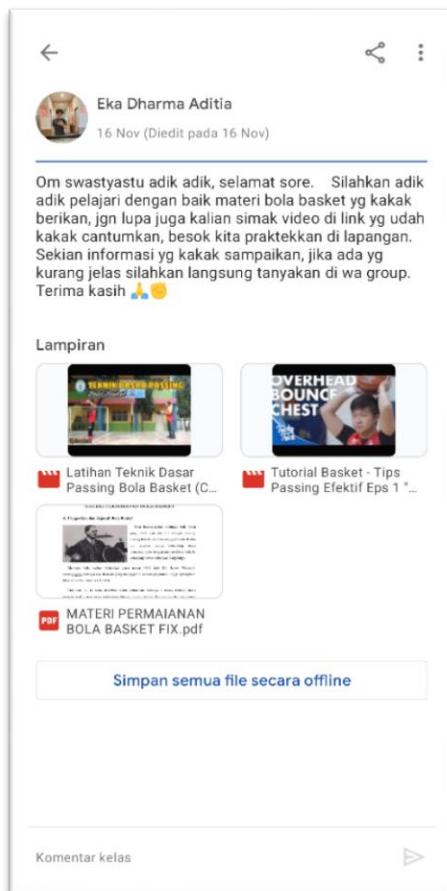 Eka Dharma Aditia
16 Nov (Diedit pada 16 Nov)
Om swastyastu adik adik, selamat sore. Silahkan adik
adik pelajari dengan baik materi bola basket yg kakak
berikan, jgn lupa juga kalian simak video di link yg udah
kakak cantumkan, besok kita praktekkan di lapangan.
Sekian informasi yg kakak sampaikan, jika ada yg
kurang jelas silahkan langsung tanyakan di wa group.
Terima kasih 🙏✊
Lampiran
TEKNIK DASAR PASSING
OVERHEAD
BOUNCE
CHEST
Latihan Teknik Dasar
Passing Bola Basket (C...
Tutorial Basket - Tips
Passing Efektif Eps 1 "...
PDF
MATERI PERMAIANAN
BOLA BASKET FIX.pdf
Simpan semua file secara offline
Komentar kelas